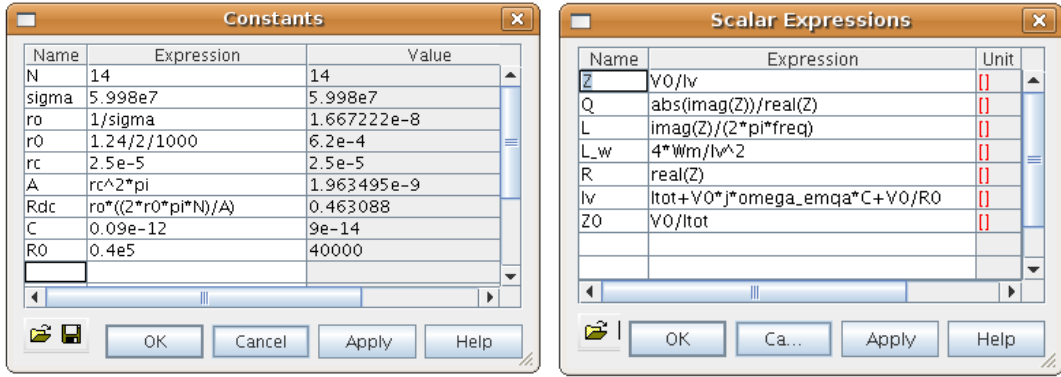 Constants
Name Expression Value
N 14 14
sigma 5.998e7 5.998e7
ro 1/sigma 1.667222e-8
r0 1.24/2/1000 6.2e-4
rc 2.5e-5 2.5e-5
A rc^2*pi 1.963495e-9
Rdc ro*((2*r0*pi*N)/A) 0.463088
C 0.09e-12 9e-14
R0 0.4e5 40000
OK Cancel Apply Help
Scalar Expressions
Name Expression Unit
Z V0/Iv []
Q abs(imag(Z))/real(Z) []
L imag(Z)/(2*pi*freq) []
L_w 4*Wm/Iv^2 []
R real(Z) []
Iv Itot+V0*j*omega_emqa*C+V0/R0 []
Z0 V0/Itot []
OK Ca... Apply Help